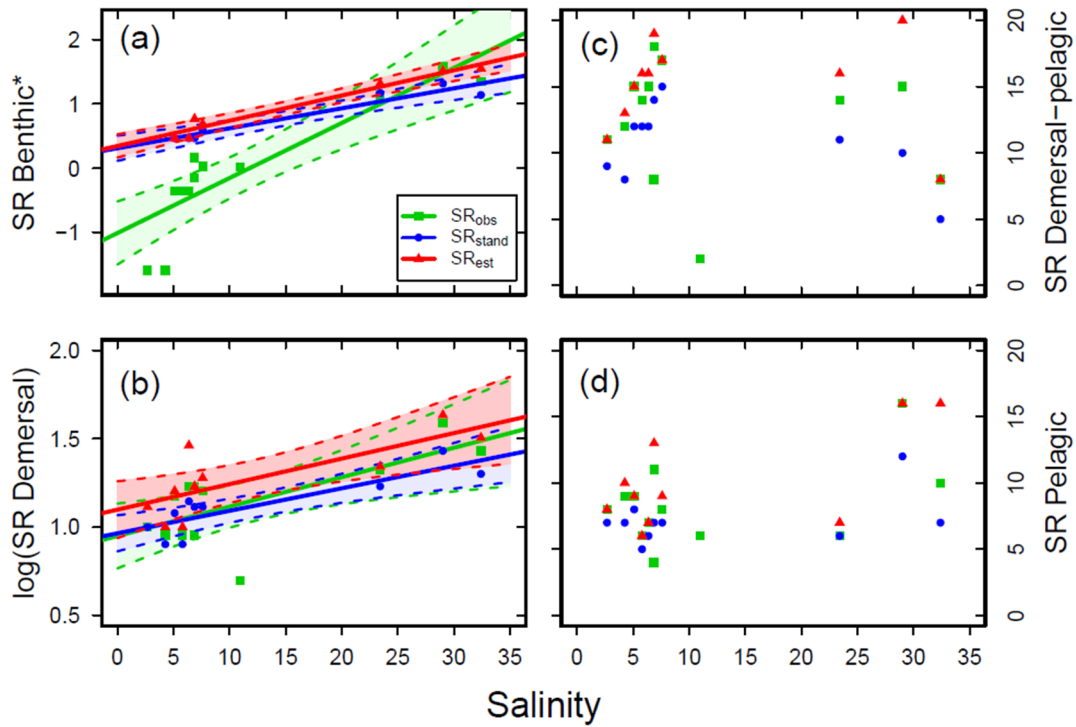 (a)
2
1
0
−1
SR Benthic*
SRobs
SRstand
SRest
(c)
20
15
10
5
0
SR Demersal−pelagic
(b)
2.0
1.5
1.0
0.5
log(SR Demersal)
0 5 10 15 20 25 30 35
(d)
20
15
10
5
0
SR Pelagic
0 5 10 15 20 25 30 35
Salinity